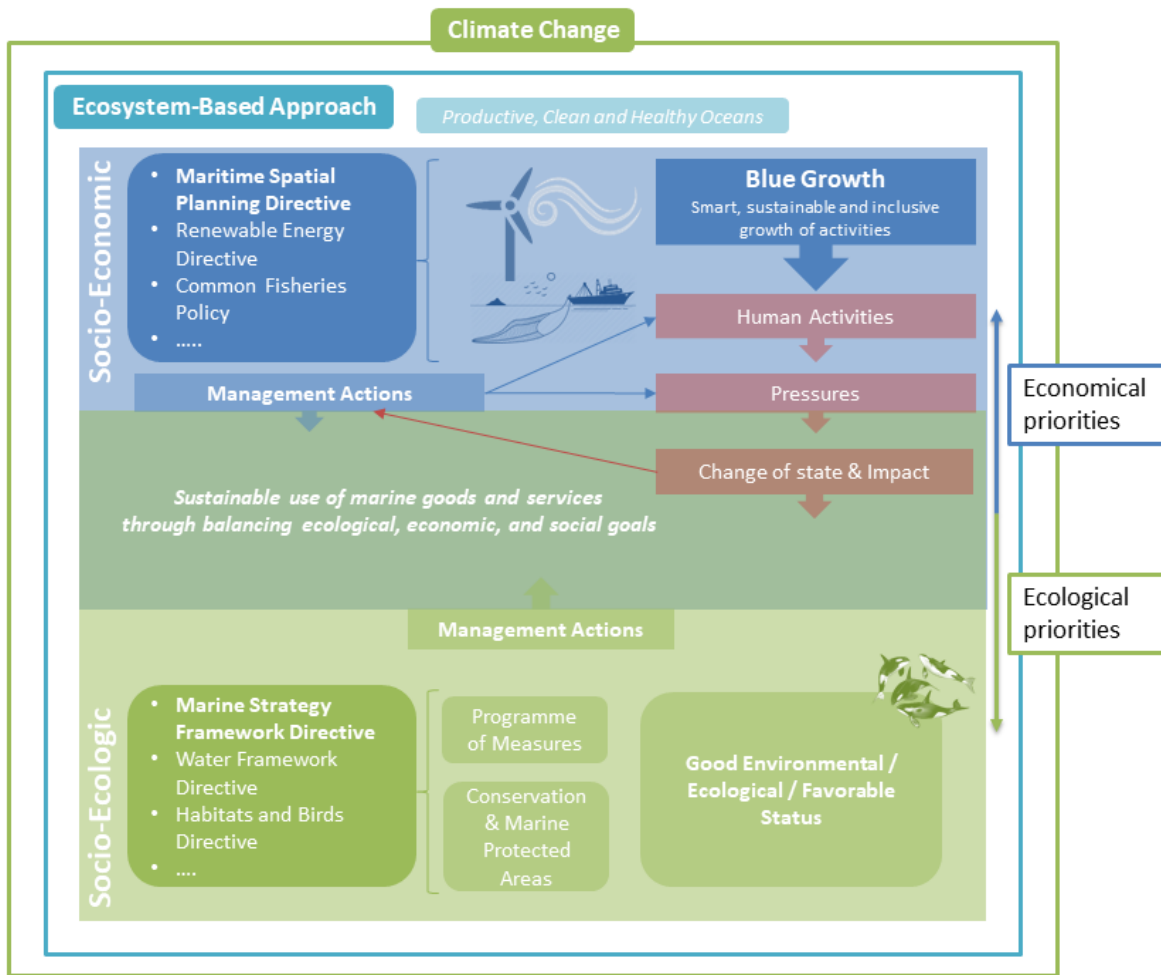 Climate Change
Ecosystem-Based Approach
Productive, Clean and Healthy Oceans
Socio-Economic
• Maritime Spatial
Planning Directive
• Renewable Energy
Directive
• Common Fisheries
Policy
• .....
Blue Growth
Smart, sustainable and inclusive
growth of activities
Human Activities
Management Actions
Pressures
Economical
priorities
Change of state & Impact
Sustainable use of marine goods and services
through balancing ecological, economic, and social goals
Ecological
priorities
Management Actions
Socio-Ecologic
• Marine Strategy
Framework Directive
• Water Framework
Directive
• Habitats and Birds
Directive
• ....
Programme
of Measures
Conservation
& Marine
Protected
Areas
Good Environmental /
Ecological / Favorable
Status